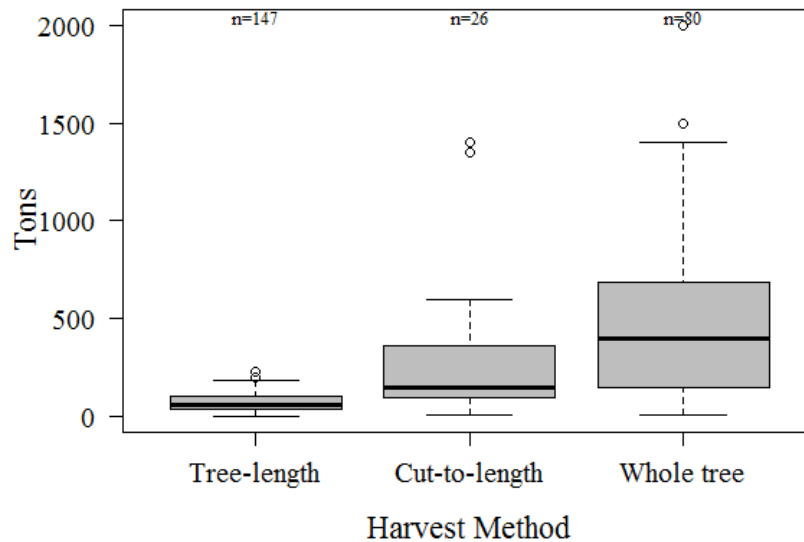 n=147 n=26 n=80
2000
1500
1000
500
0
Tons
Tree-length Cut-to-length Whole tree
Harvest Method